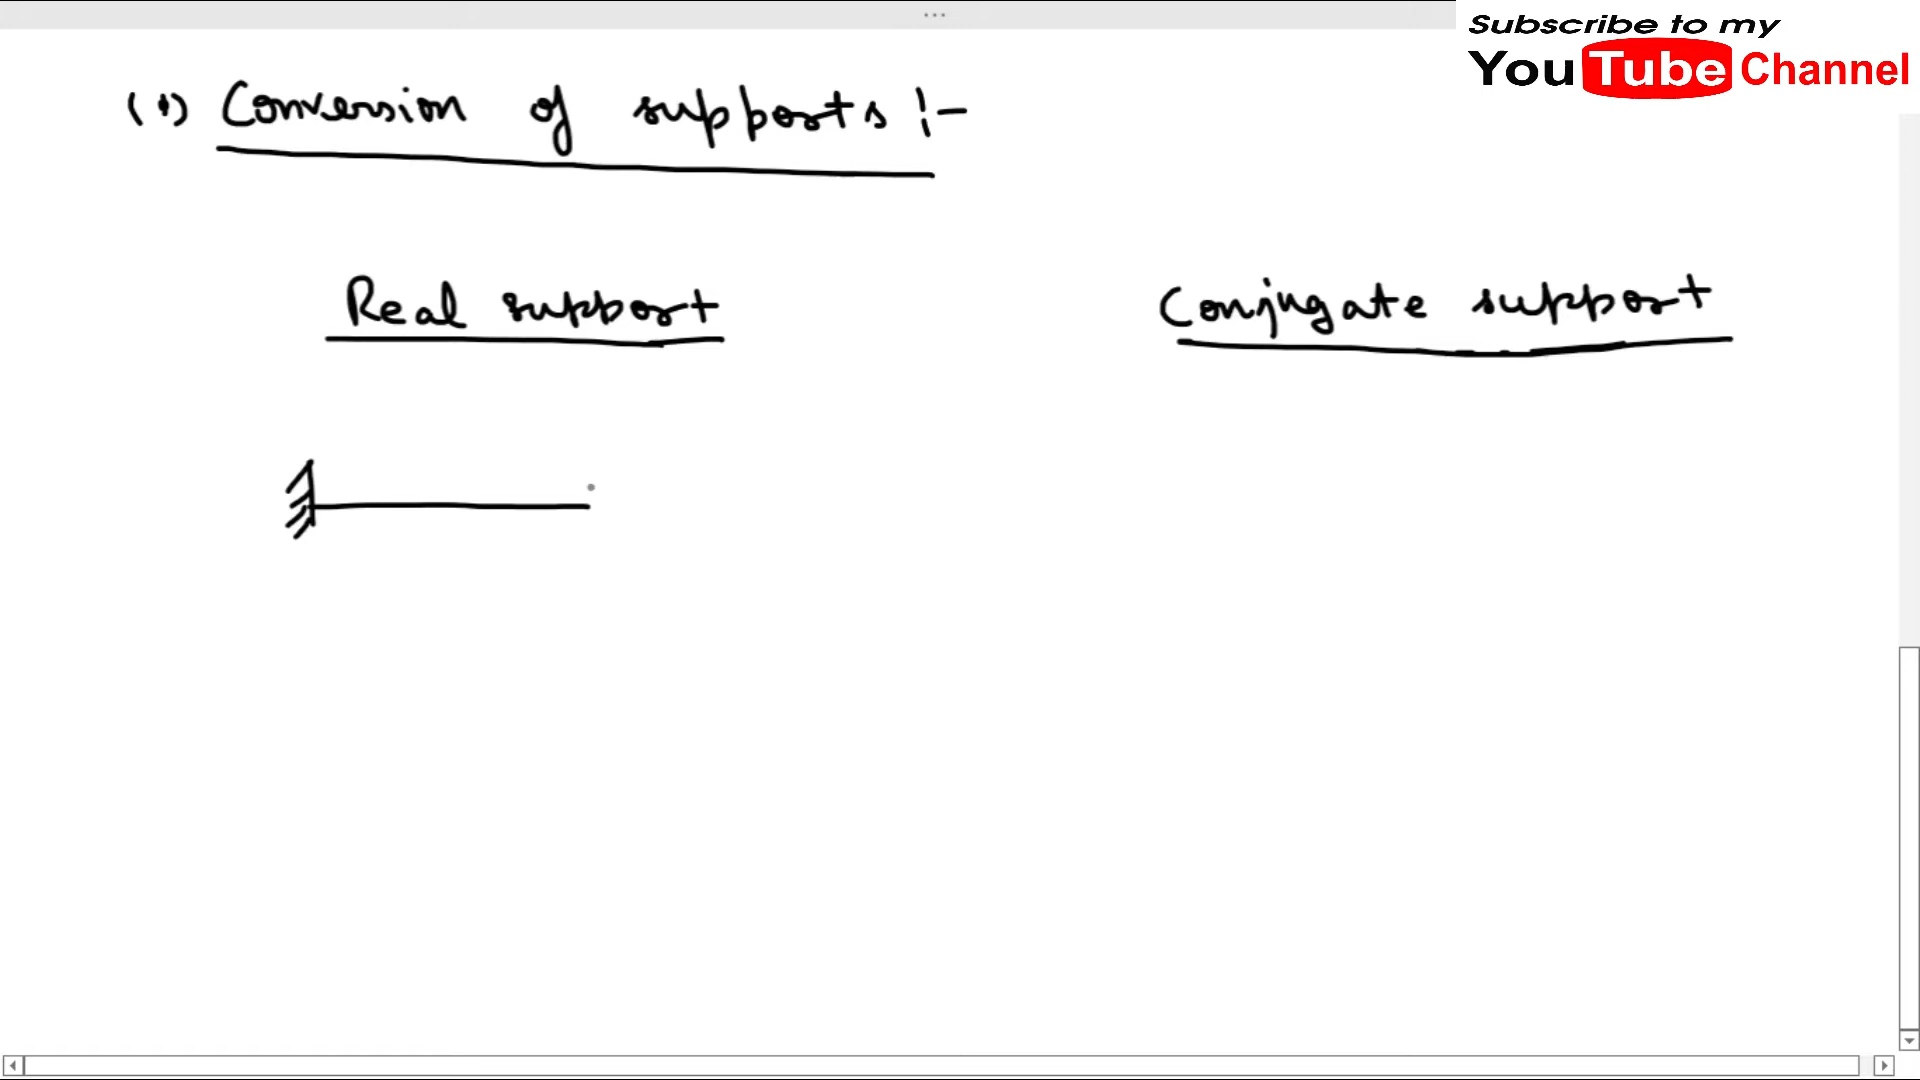 Subscribe to my
YouTube Channel
(1) Conversion of supports :-
Real support
Conjugate support